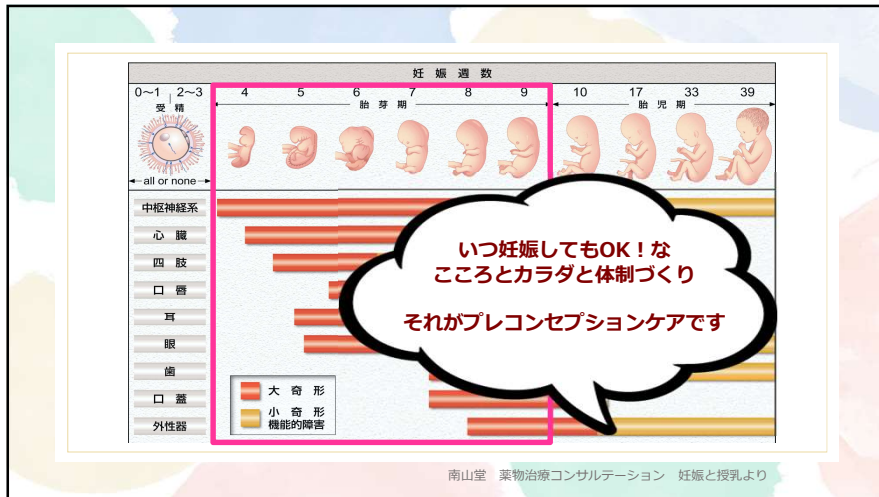 妊娠週数
0〜1 2〜3 4 5 6 7 8 9 10 17 33 39
受精 胎芽期 胎児期
all or none
中枢神経系
心臓
四肢
口唇
耳
眼
歯
口蓋
外性器
大奇形
小奇形
機能的障害
いつ妊娠してもOK！な
こころとカラダと体制づくり
それがプレコンセプションケアです
南山堂 薬物治療コンサルテーション 妊娠と授乳より